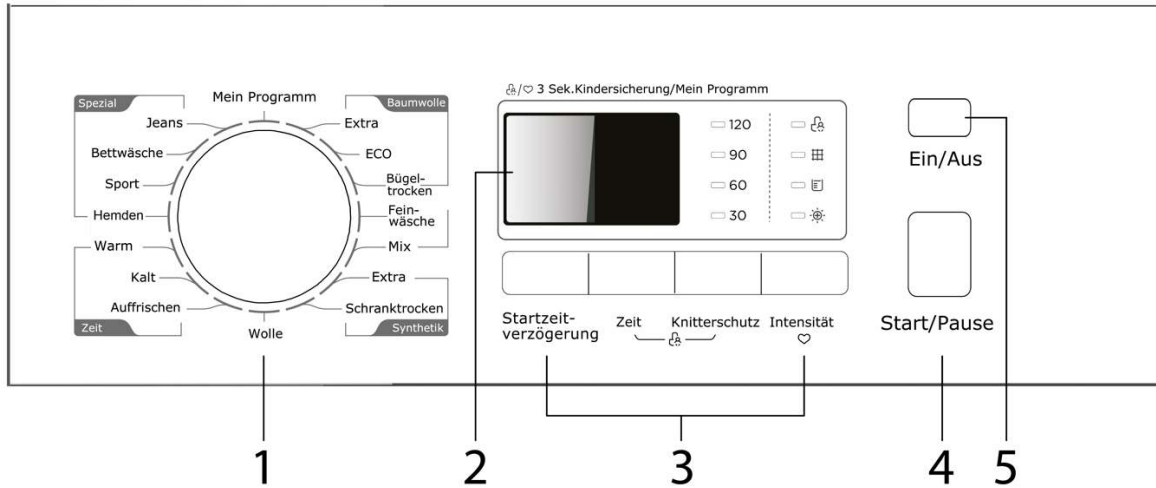 Spezial
Mein Programm
Baumwolle
Jeans
Extra
Bettwäsche
ECO
Sport
Bügel-
trocken
Hemden
Fein-
wäsche
Warm
Mix
Kalt
Extra
Auffrischen
Schranktrocken
Zeit
Wolle
Synthetik
/ 3 Sek.Kindersicherung/Mein Programm
120
90
60
30
Startzeit-
verzögerung
Zeit
Knitterschutz
Intensität
Ein/Aus
Start/Pause
1
2
3
4
5